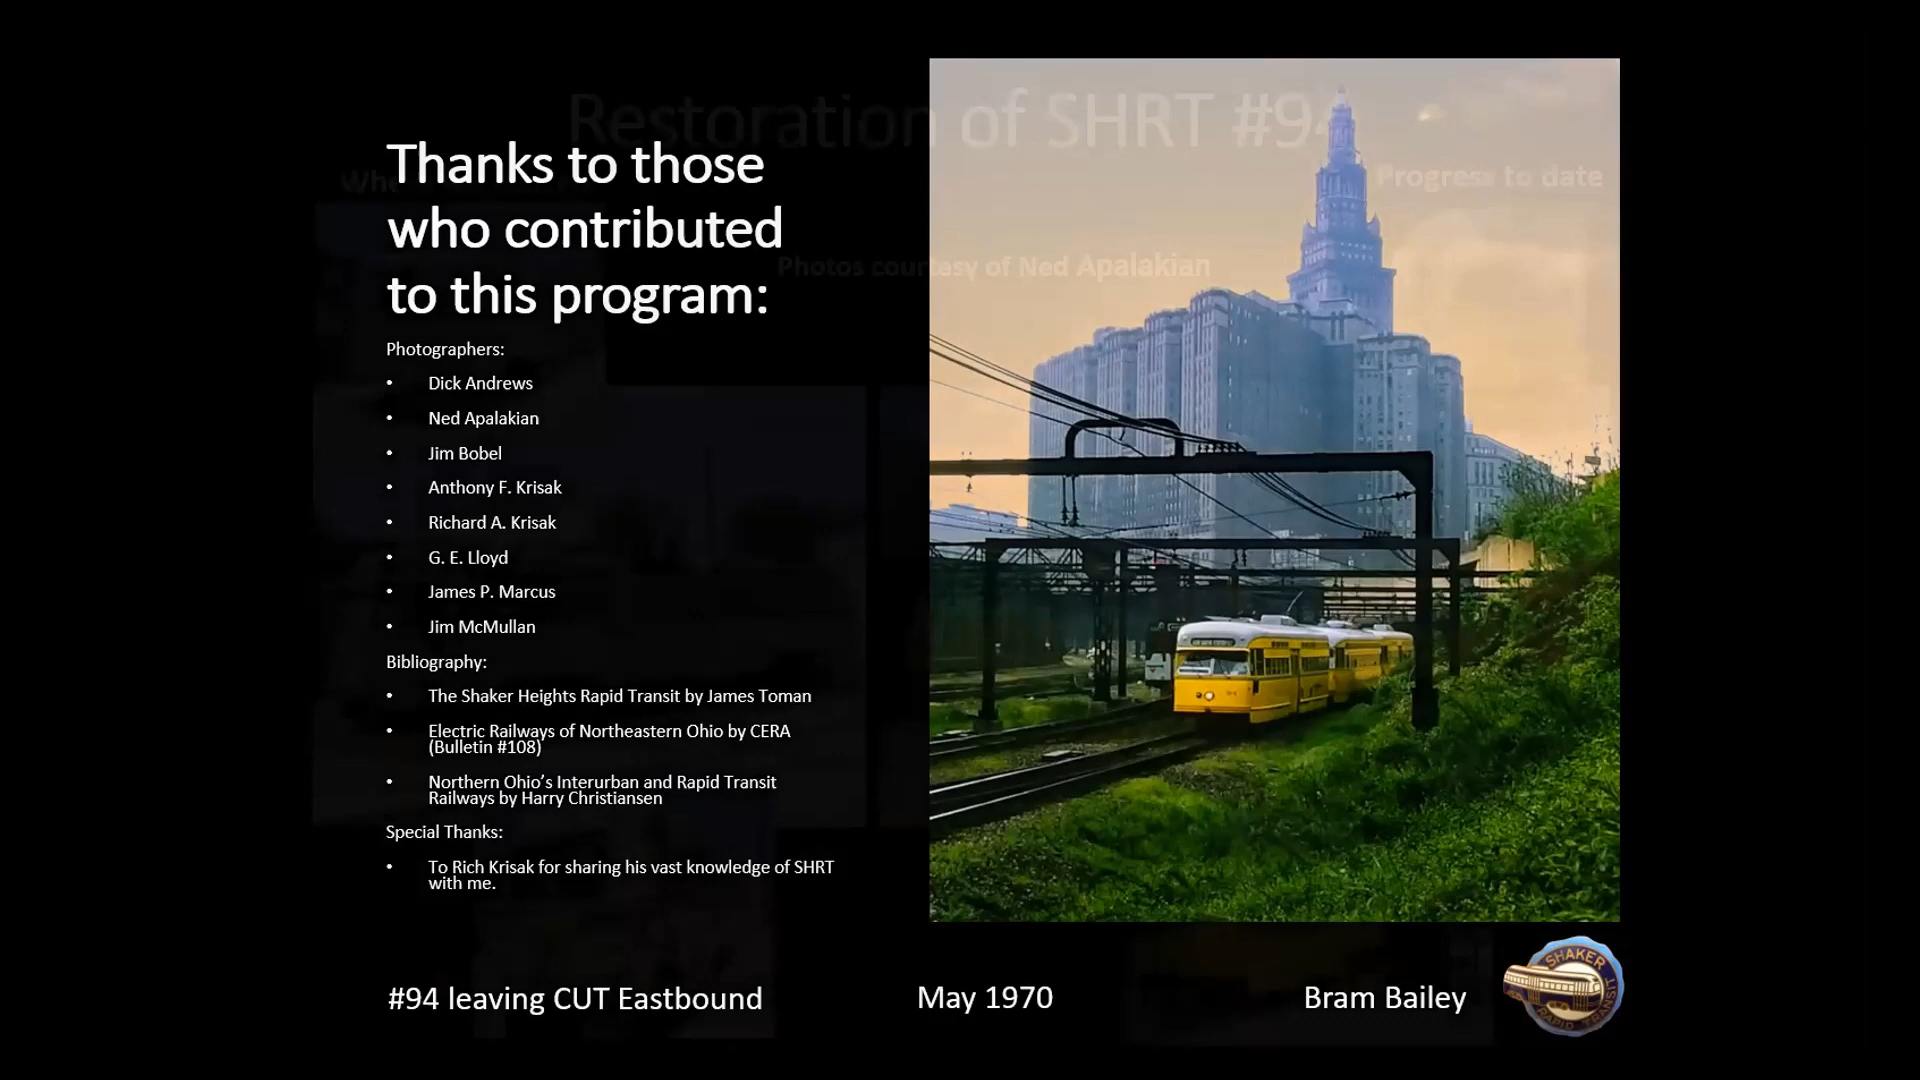 Restoration of SHRT #94
Thanks to those
who contributed
to this program:
Progress to date
Photos courtesy of Ned Apalakian
Photographers:
• Dick Andrews
• Ned Apalakian
• Jim Bobel
• Anthony F. Krisak
• Richard A. Krisak
• G. E. Lloyd
• James P. Marcus
• Jim McMullan
Bibliography:
• The Shaker Heights Rapid Transit by James Toman
• Electric Railways of Northeastern Ohio by CERA
(Bulletin #108)
• Northern Ohio’s Interurban and Rapid Transit
Railways by Harry Christiansen
Special Thanks:
• To Rich Krisak for sharing his vast knowledge of SHRT
with me.
#94 leaving CUT Eastbound
May 1970
Bram Bailey
SHAKER
RAPID TRANSIT